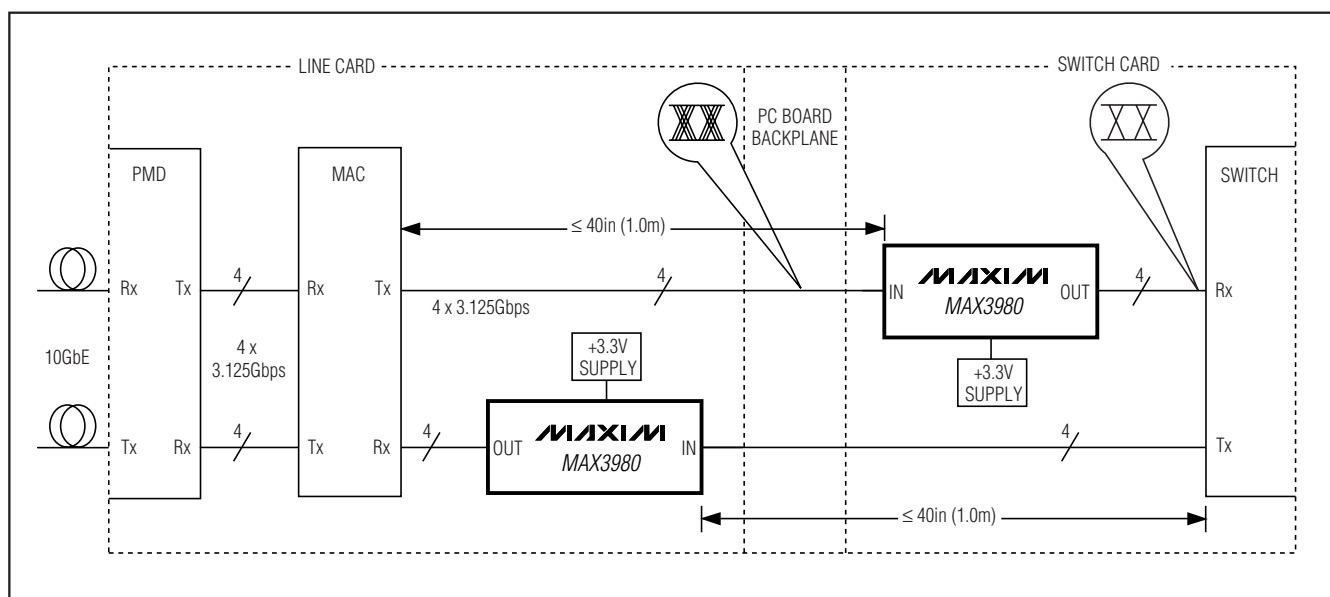 LINE CARD
SWITCH CARD
PC BOARD
BACKPLANE
PMD
MAC
SWITCH
≤ 40in (1.0m)
4
4
4
MAXIM
Rx
Tx
Rx
Tx
IN
OUT
Rx
MAX3980
4 x 3.125Gbps
10GbE
4 x
3.125Gbps
+3.3V
SUPPLY
+3.3V
SUPPLY
4
4
4
MAXIM
Tx
Rx
Tx
Rx
OUT
IN
Tx
MAX3980
≤ 40in (1.0m)